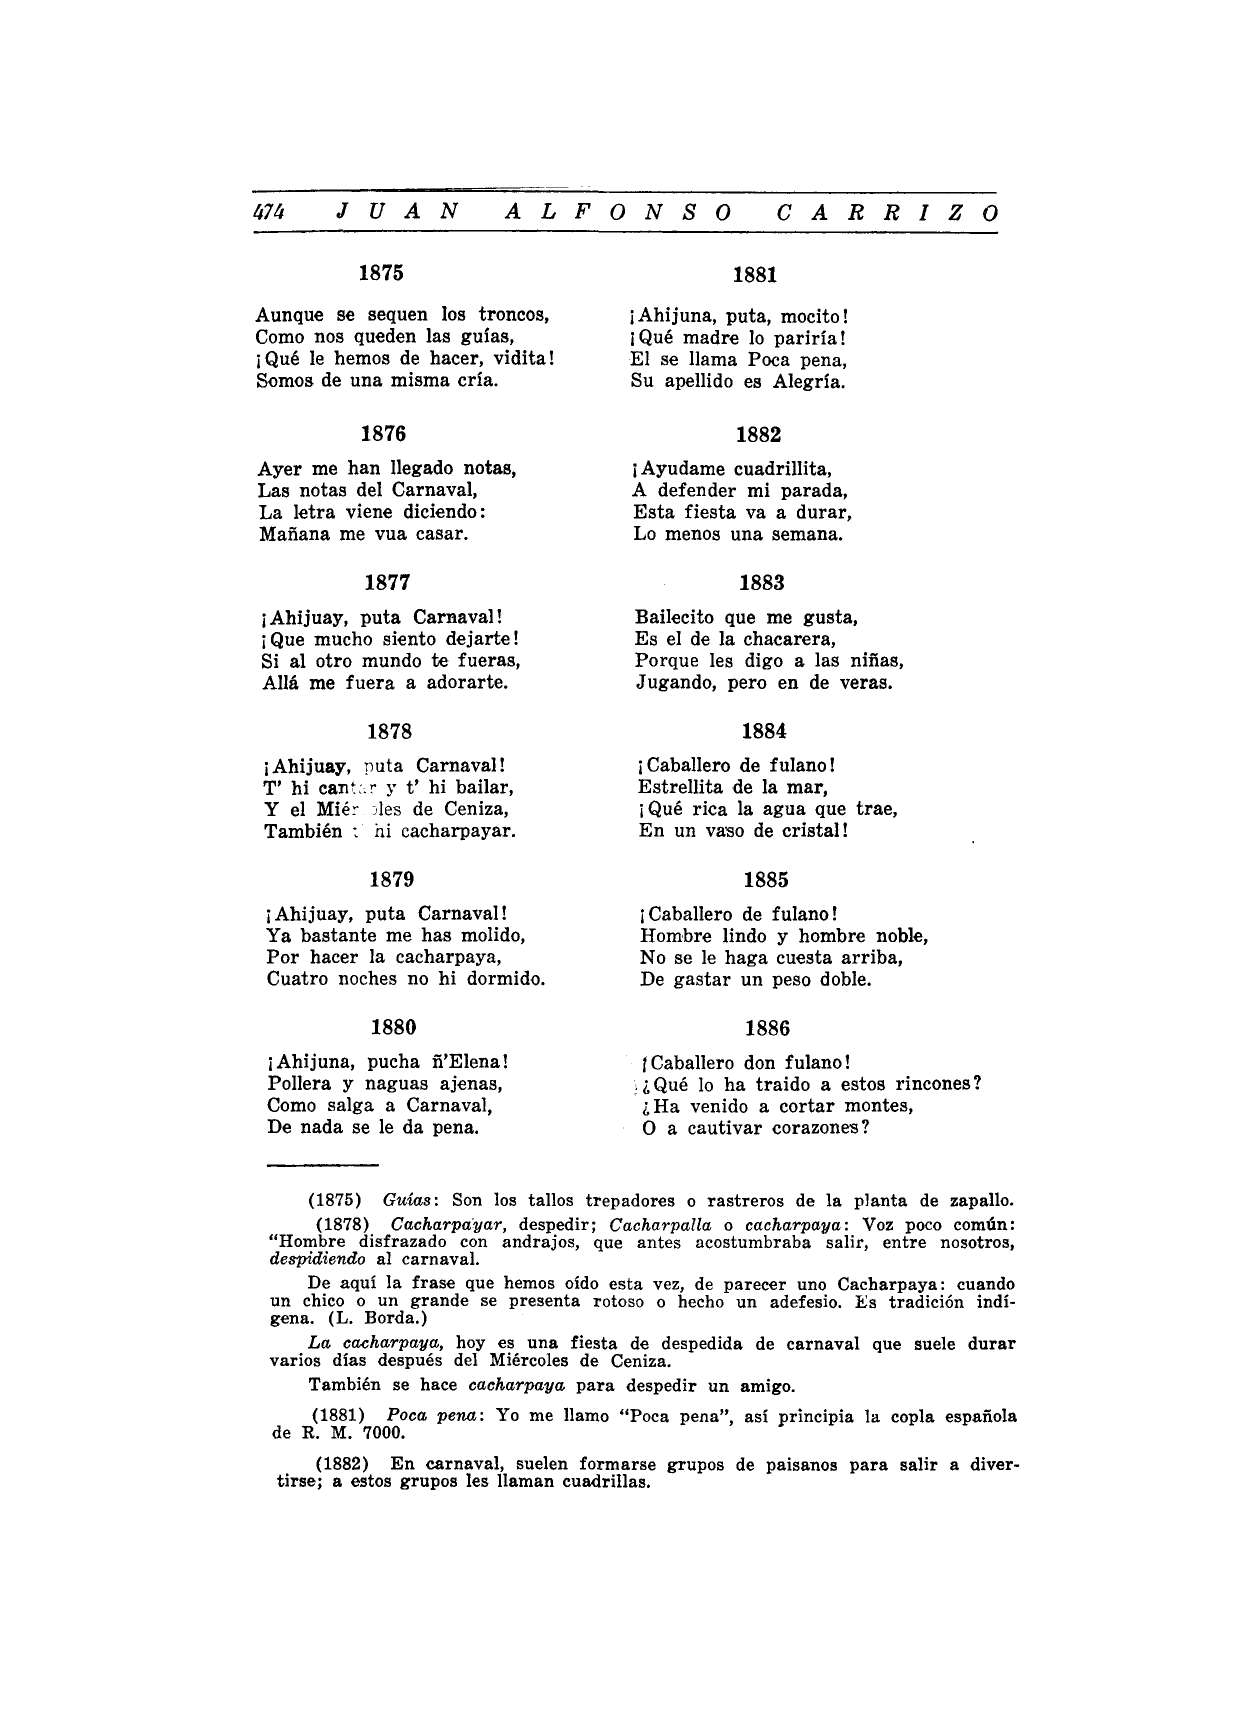 474 JUAN ALFONSO CARRIZO
1875
Aunque se sequen los troncos,
Como nos queden las guías,
¡Qué le hemos de hacer, vidita!
Somos de una misma cría.
1876
Ayer me han llegado notas,
Las notas del Carnaval,
La letra viene diciendo:
Mañana me vua casar.
1877
¡Ahijuay, puta Carnaval!
¡Que mucho siento dejarte!
Si al otro mundo te fueras,
Allá me fuera a adorarte.
1878
¡Ahijuay, puta Carnaval!
T' hi cantar y t' hi bailar,
Y el Miércoles de Ceniza,
También hi cacharpayar.
1879
¡Ahijuay, puta Carnaval!
Ya bastante me has molido,
Por hacer la cacharpaya,
Cuatro noches no hi dormido.
1880
¡Ahijuna, pucha ñ'Elena!
Pollera y naguas ajenas,
Como salga a Carnaval,
De nada se le da pena.
1881
¡Ahijuna, puta, mocito!
¡Qué madre lo pariría!
El se llama Poca pena,
Su apellido es Alegría.
1882
¡Ayudame cuadrillita,
A defender mi parada,
Esta fiesta va a durar,
Lo menos una semana.
1883
Bailecito que me gusta,
Es el de la chacarera,
Porque les digo a las niñas,
Jugando, pero en de veras.
1884
¡Caballero de fulano!
Estrellita de la mar,
¡Qué rica la agua que trae,
En un vaso de cristal!
1885
¡Caballero de fulano!
Hombre lindo y hombre noble,
No se le haga cuesta arriba,
De gastar un peso doble.
1886
¡Caballero don fulano!
¿Qué lo ha traido a estos rincones?
¿Ha venido a cortar montes,
O a cautivar corazones?
(1875) Guías: Son los tallos trepadores o rastreros de la planta de zapallo.
(1878) Cacharpayar, despedir; Cacharpalla o cacharpaya: Voz poco común:
“Hombre disfrazado con andrajos, que antes acostumbraba salir, entre nosotros,
despidiendo al carnaval.
De aquí la frase que hemos oído esta vez, de parecer uno Cacharpaya: cuando
un chico o un grande se presenta rotoso o hecho un adefesio. Es tradición indí-
gena. (L. Borda.)
La cacharpaya, hoy es una fiesta de despedida de carnaval que suele durar
varios días después del Miércoles de Ceniza.
También se hace cacharpaya para despedir un amigo.
(1881) Poca pena: Yo me llamo “Poca pena”, así principia la copla española
de R. M. 7000.
(1882) En carnaval, suelen formarse grupos de paisanos para salir a diver-
tirse; a estos grupos les llaman cuadrillas.